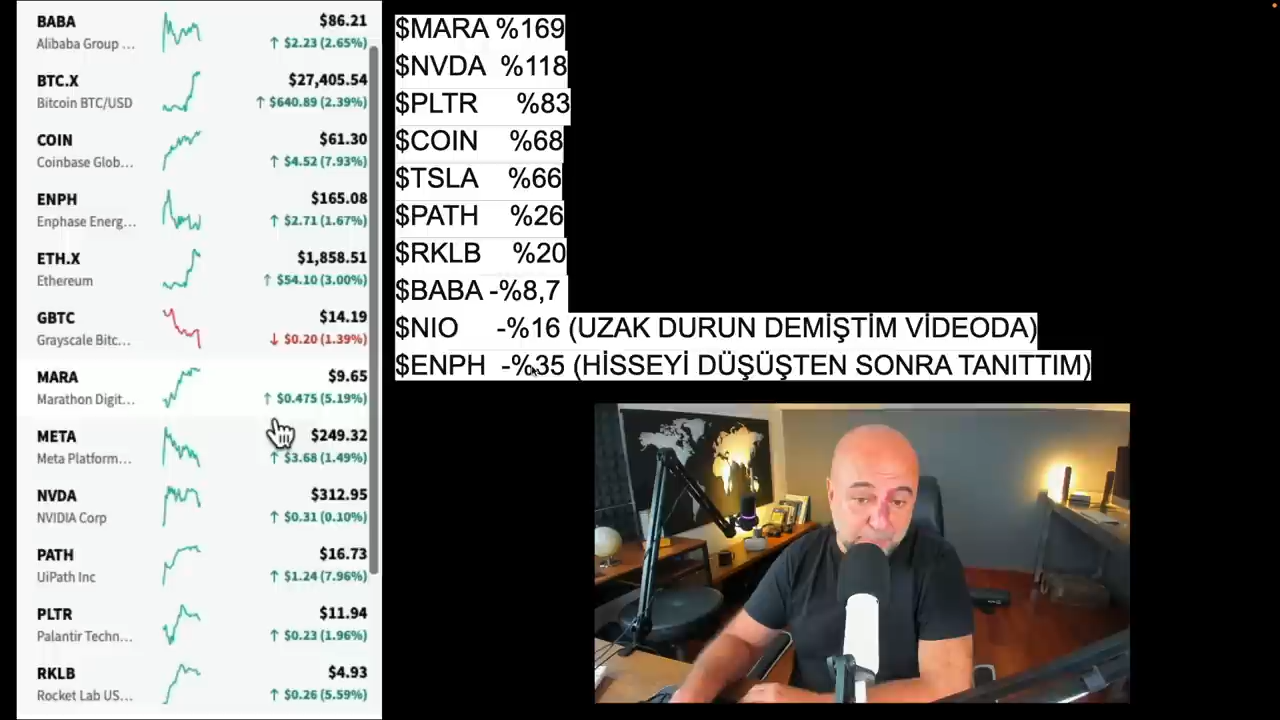 BABA
$86.21
Alibaba Group ...
↑ $2.23 (2.65%)
BTC.X
$27,405.54
Bitcoin BTC/USD
↑ $640.89 (2.39%)
COIN
$61.30
Coinbase Glob...
↑ $4.52 (7.93%)
ENPH
$165.08
Enphase Energ...
↑ $2.71 (1.67%)
ETH.X
$1,858.51
Ethereum
↑ $54.10 (3.00%)
GBTC
$14.19
Grayscale Bitc...
↓ $0.20 (1.39%)
MARA
$9.65
Marathon Digit...
↑ $0.475 (5.19%)
META
$249.32
Meta Platform...
↑ $3.68 (1.49%)
NVDA
$312.95
NVIDIA Corp
↑ $0.31 (0.10%)
PATH
$16.73
UiPath Inc
↑ $1.24 (7.96%)
PLTR
$11.94
Palantir Techn...
↑ $0.23 (1.96%)
RKLB
$4.93
Rocket Lab US...
↑ $0.26 (5.59%)
$MARA %169
$NVDA %118
$PLTR %83
$COIN %68
$TSLA %66
$PATH %26
$RKLB %20
$BABA -%8,7
$NIO -%16 (UZAK DURUN DEMİŞTİM VİDEODA)
$ENPH -%35 (HİSSEYİ DÜŞÜŞTEN SONRA TANITTIM)